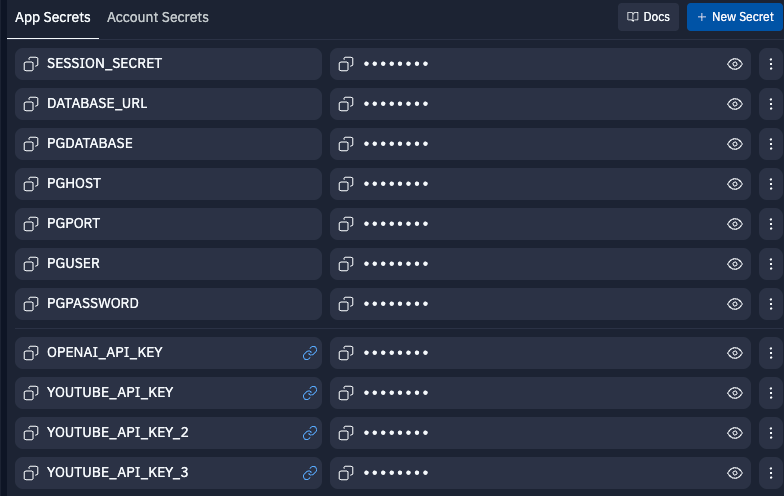 App Secrets Account Secrets Docs + New Secret
SESSION_SECRET ••••••••
DATABASE_URL ••••••••
PGDATABASE ••••••••
PGHOST ••••••••
PGPORT ••••••••
PGUSER ••••••••
PGPASSWORD ••••••••
OPENAI_API_KEY ••••••••
YOUTUBE_API_KEY ••••••••
YOUTUBE_API_KEY_2 ••••••••
YOUTUBE_API_KEY_3 ••••••••